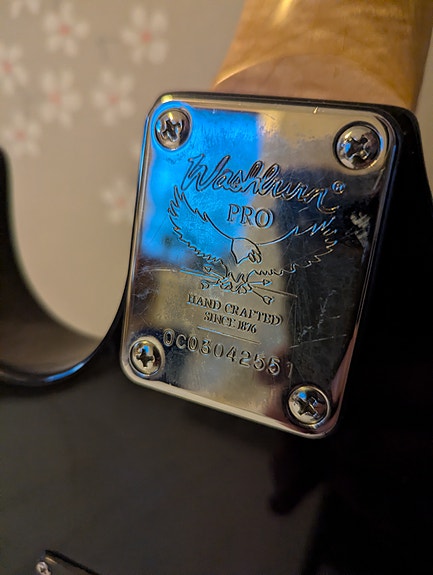 Washburn®
PRO
HAND CRAFTED
SINCE 1876
OC03042551